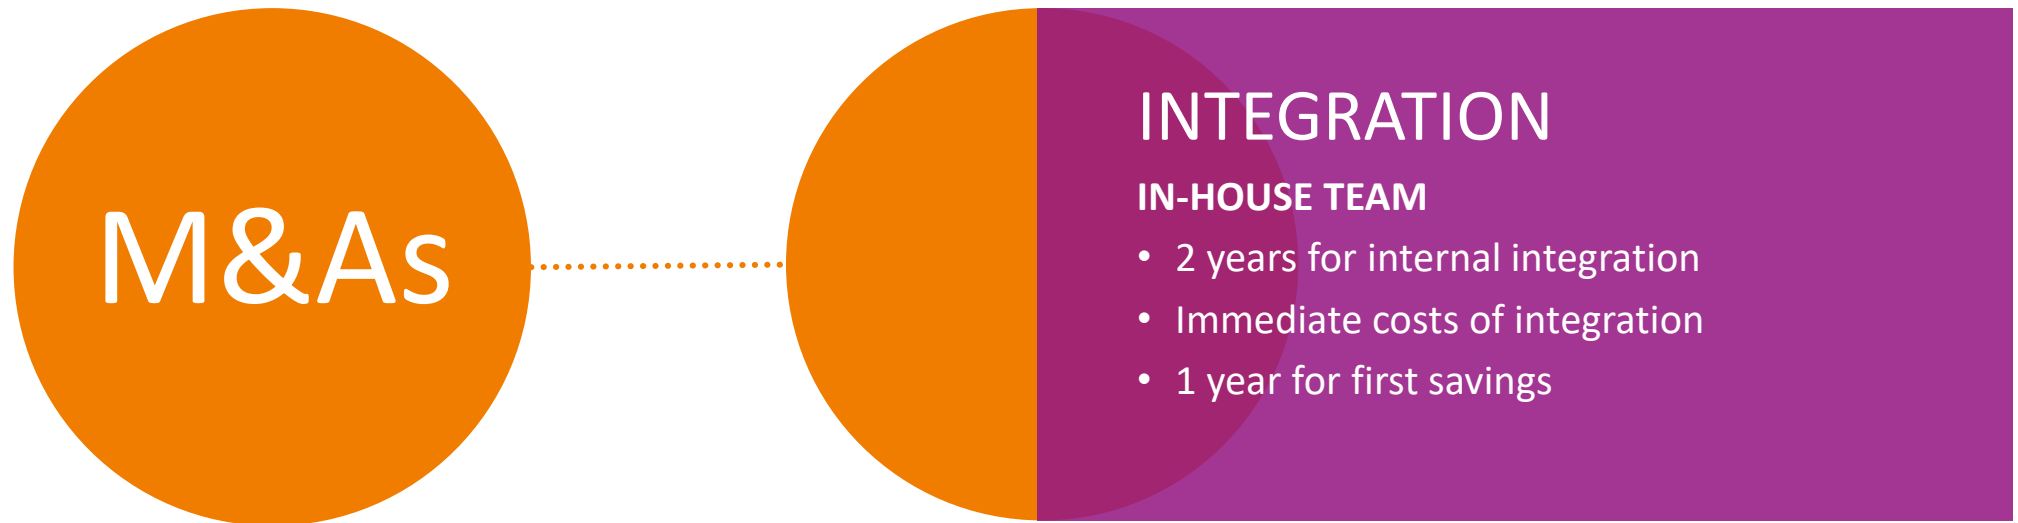 M&As
INTEGRATION
IN-HOUSE TEAM
• 2 years for internal integration
• Immediate costs of integration
• 1 year for first savings